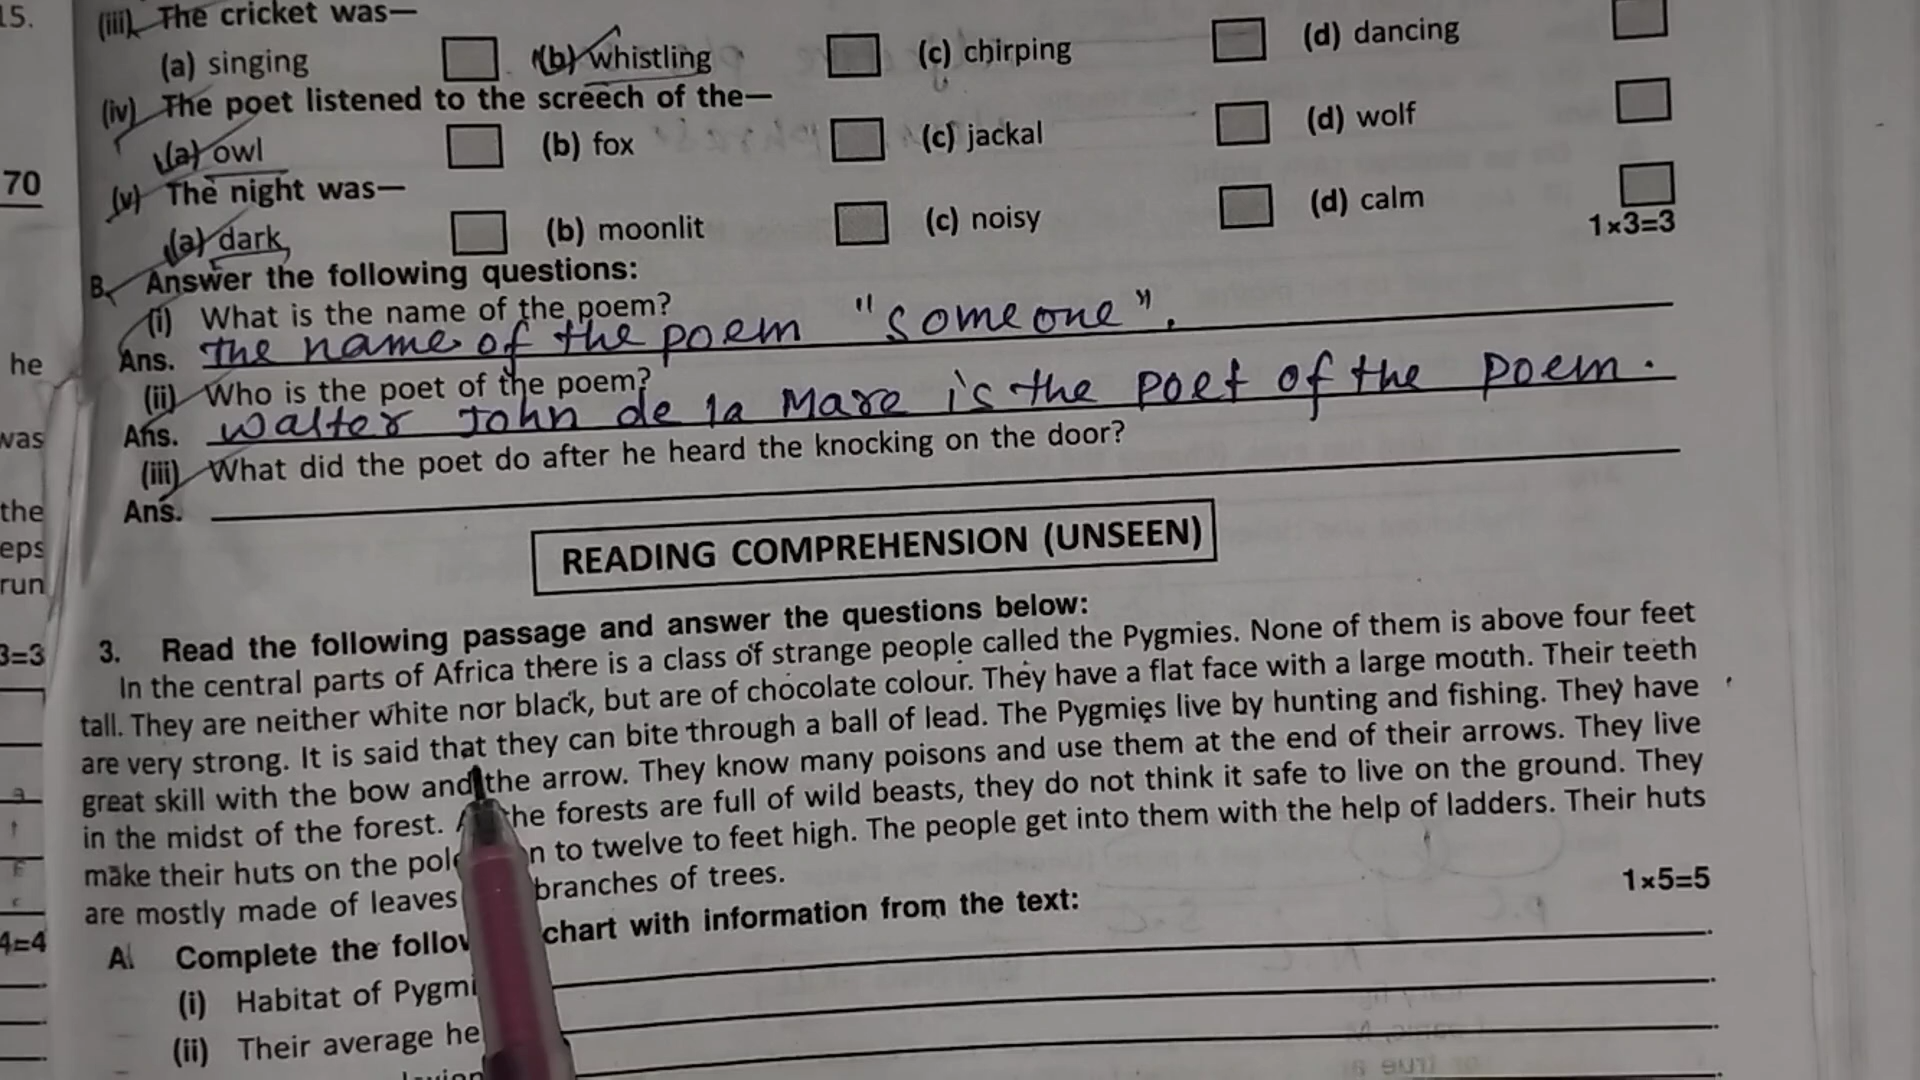 15.
(iii) The cricket was—
(a) singing (b) whistling (c) chirping (d) dancing
(iv) The poet listened to the screech of the—
(a) owl (b) fox (c) jackal (d) wolf
70
(v) The night was—
(a) dark (b) moonlit (c) noisy (d) calm
1×3=3
B. Answer the following questions:
(i) What is the name of the poem?
he
Ans. The name of the poem "Someone".
(ii) Who is the poet of the poem?
was
Ans. Walter John de la Mare is the poet of the poem.
(iii) What did the poet do after he heard the knocking on the door?
the
Ans.
eps
run
READING COMPREHENSION (UNSEEN)
3=3
3. Read the following passage and answer the questions below:
In the central parts of Africa there is a class of strange people called the Pygmies. None of them is above four feet
tall. They are neither white nor black, but are of chocolate colour. They have a flat face with a large mouth. Their teeth
are very strong. It is said that they can bite through a ball of lead. The Pygmies live by hunting and fishing. They have
great skill with the bow and the arrow. They know many poisons and use them at the end of their arrows. They live
in the midst of the forest. the forests are full of wild beasts, they do not think it safe to live on the ground. They
make their huts on the to twelve to feet high. The people get into them with the help of ladders. Their huts
are mostly made of leaves branches of trees.
1×5=5
4=4
A. Complete the chart with information from the text:
(i) Habitat of
(ii) Their average